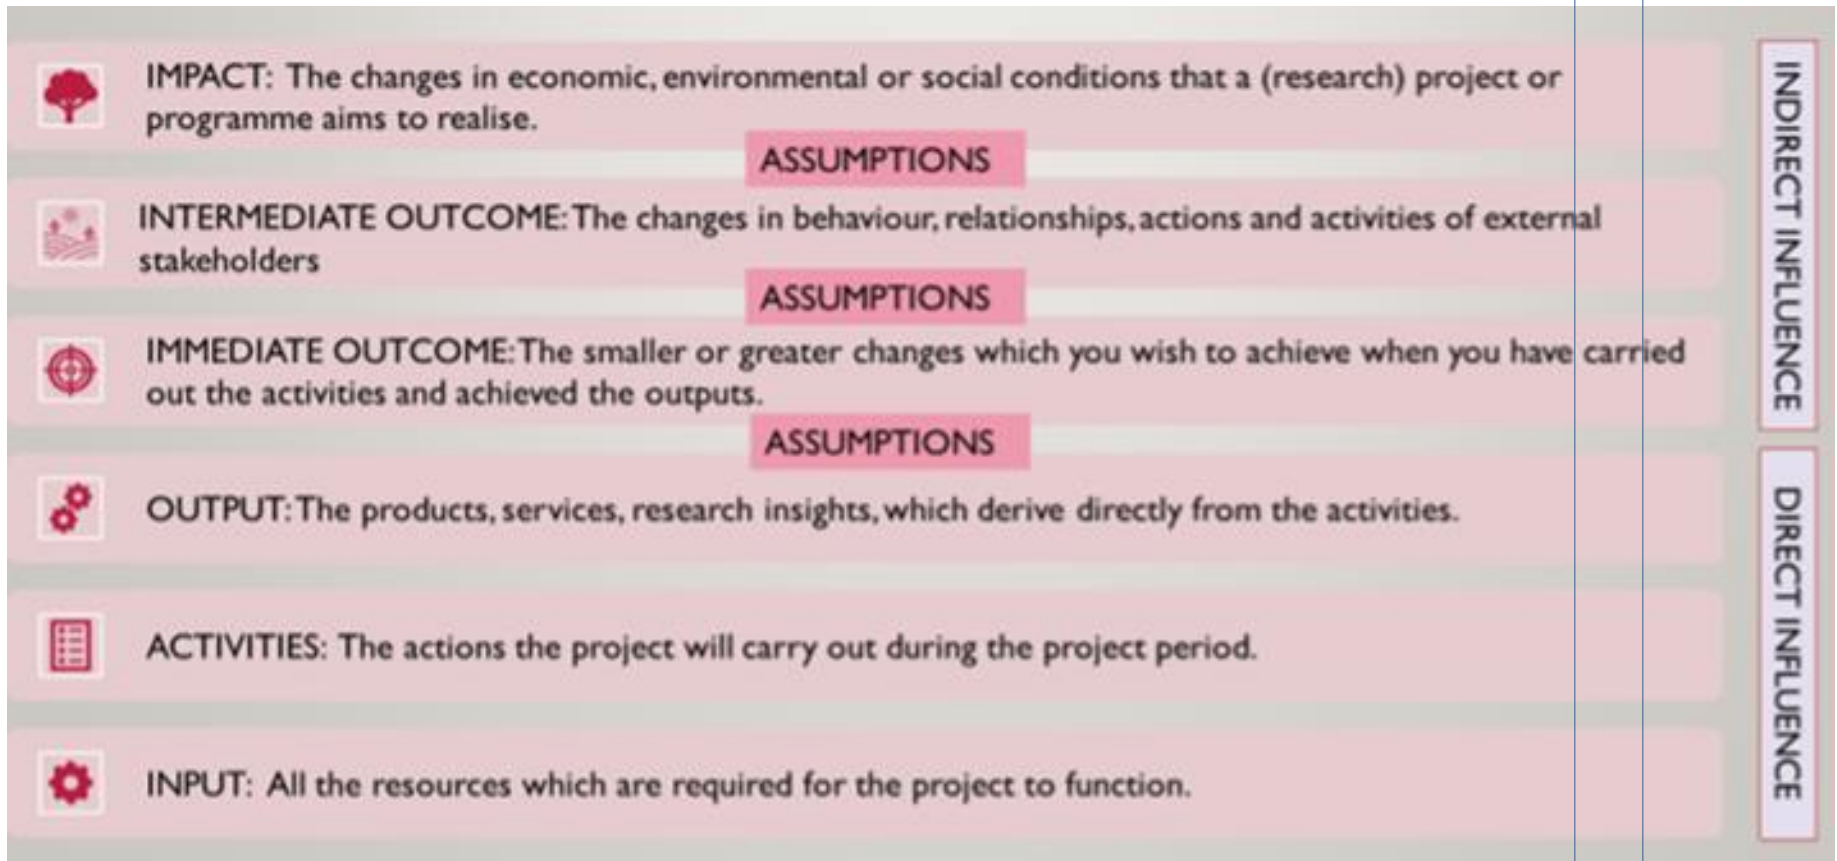 IMPACT: The changes in economic, environmental or social conditions that a (research) project or
programme aims to realise.
ASSUMPTIONS
INTERMEDIATE OUTCOME: The changes in behaviour, relationships, actions and activities of external
stakeholders
ASSUMPTIONS
IMMEDIATE OUTCOME: The smaller or greater changes which you wish to achieve when you have carried
out the activities and achieved the outputs.
ASSUMPTIONS
OUTPUT: The products, services, research insights, which derive directly from the activities.
ACTIVITIES: The actions the project will carry out during the project period.
INPUT: All the resources which are required for the project to function.
INDIRECT INFLUENCE
DIRECT INFLUENCE